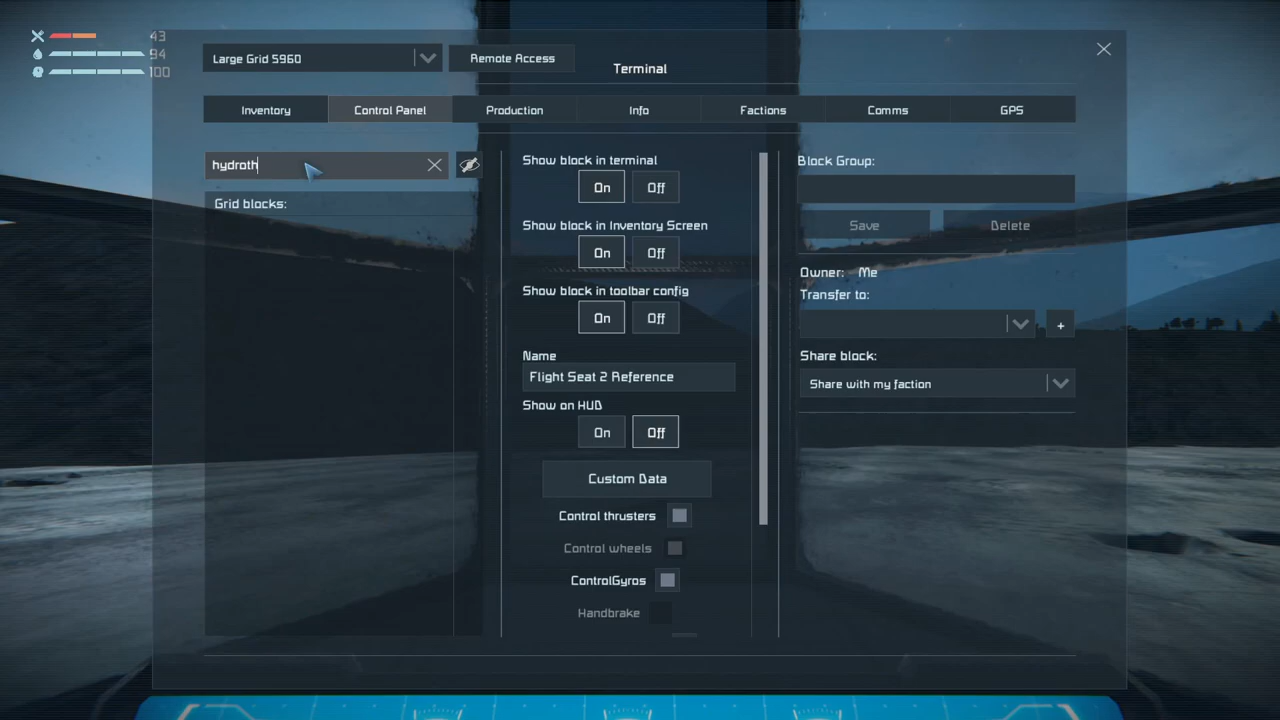 43
94
100
Large Grid 5960
Remote Access
Terminal
Inventory
Control Panel
Production
Info
Factions
Comms
GPS
hydroth
Grid blocks:
Show block in terminal
On Off
Show block in Inventory Screen
On Off
Show block in toolbar config
On Off
Name
Flight Seat 2 Reference
Show on HUD
On Off
Custom Data
Control thrusters
Control wheels
ControlGyros
Handbrake
Block Group:
Save
Delete
Owner: Me
Transfer to:
+
Share block:
Share with my faction